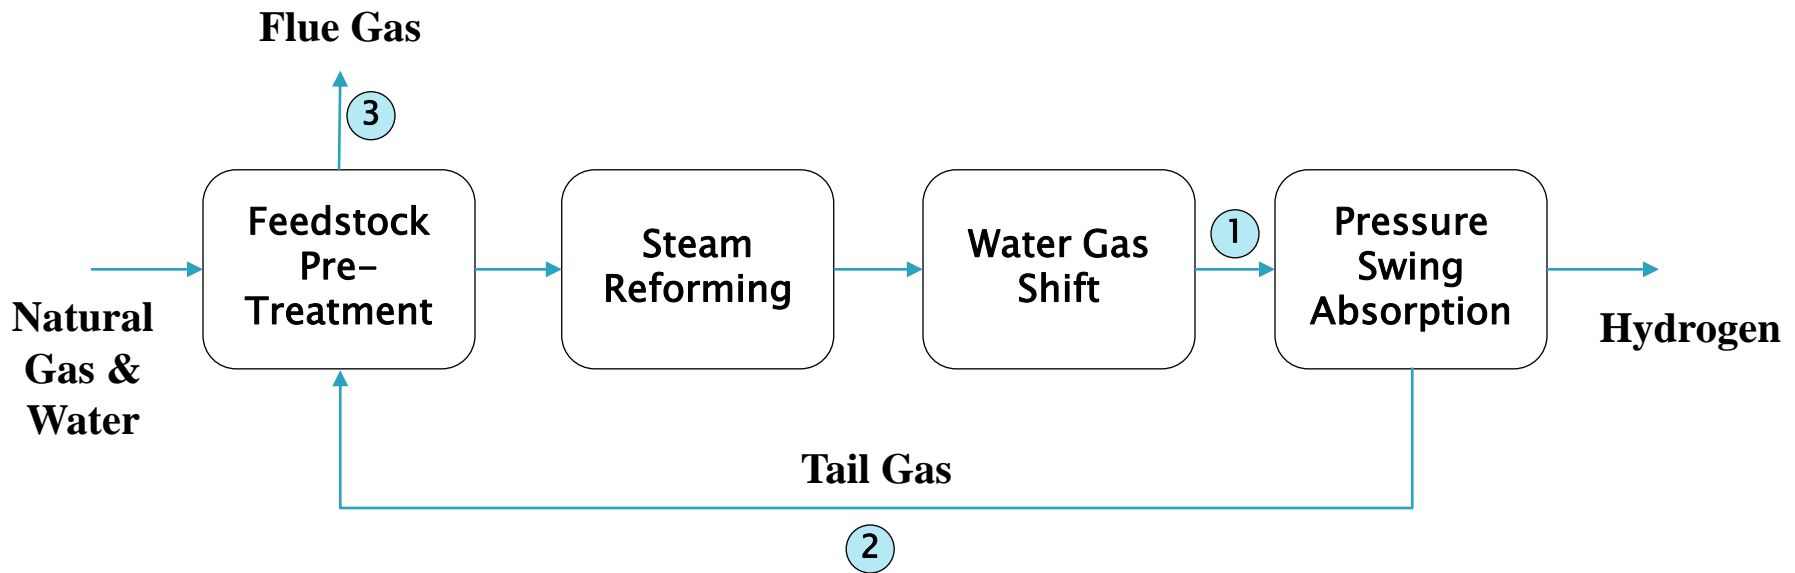 Flue Gas
3
Feedstock
Pre-
Treatment
Steam
Reforming
Water Gas
Shift
1
Pressure
Swing
Absorption
Natural
Gas &
Water
Hydrogen
Tail Gas
2